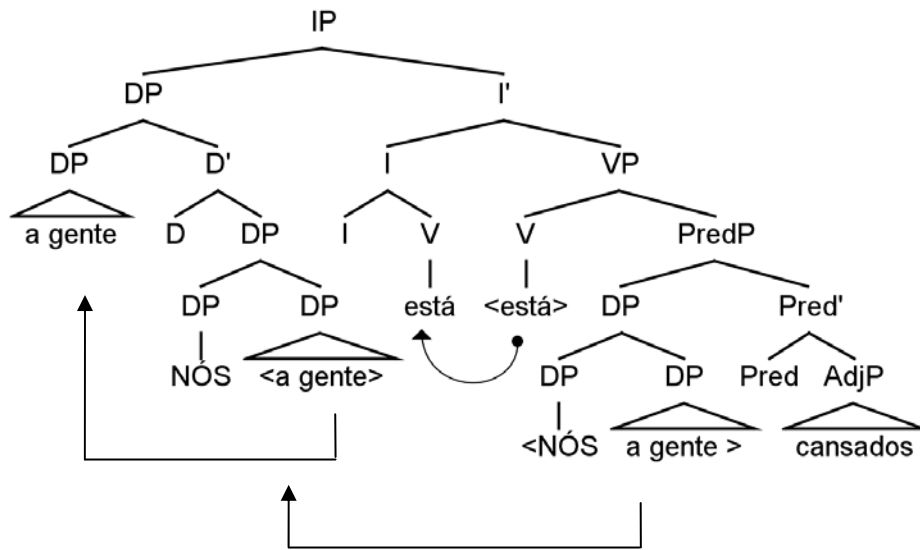 IP
DP I'
DP D' I VP
a gente D DP I V V PredP
DP DP está <está> DP Pred'
NÓS <a gente> DP DP Pred AdjP
<NÓS a gente > cansados